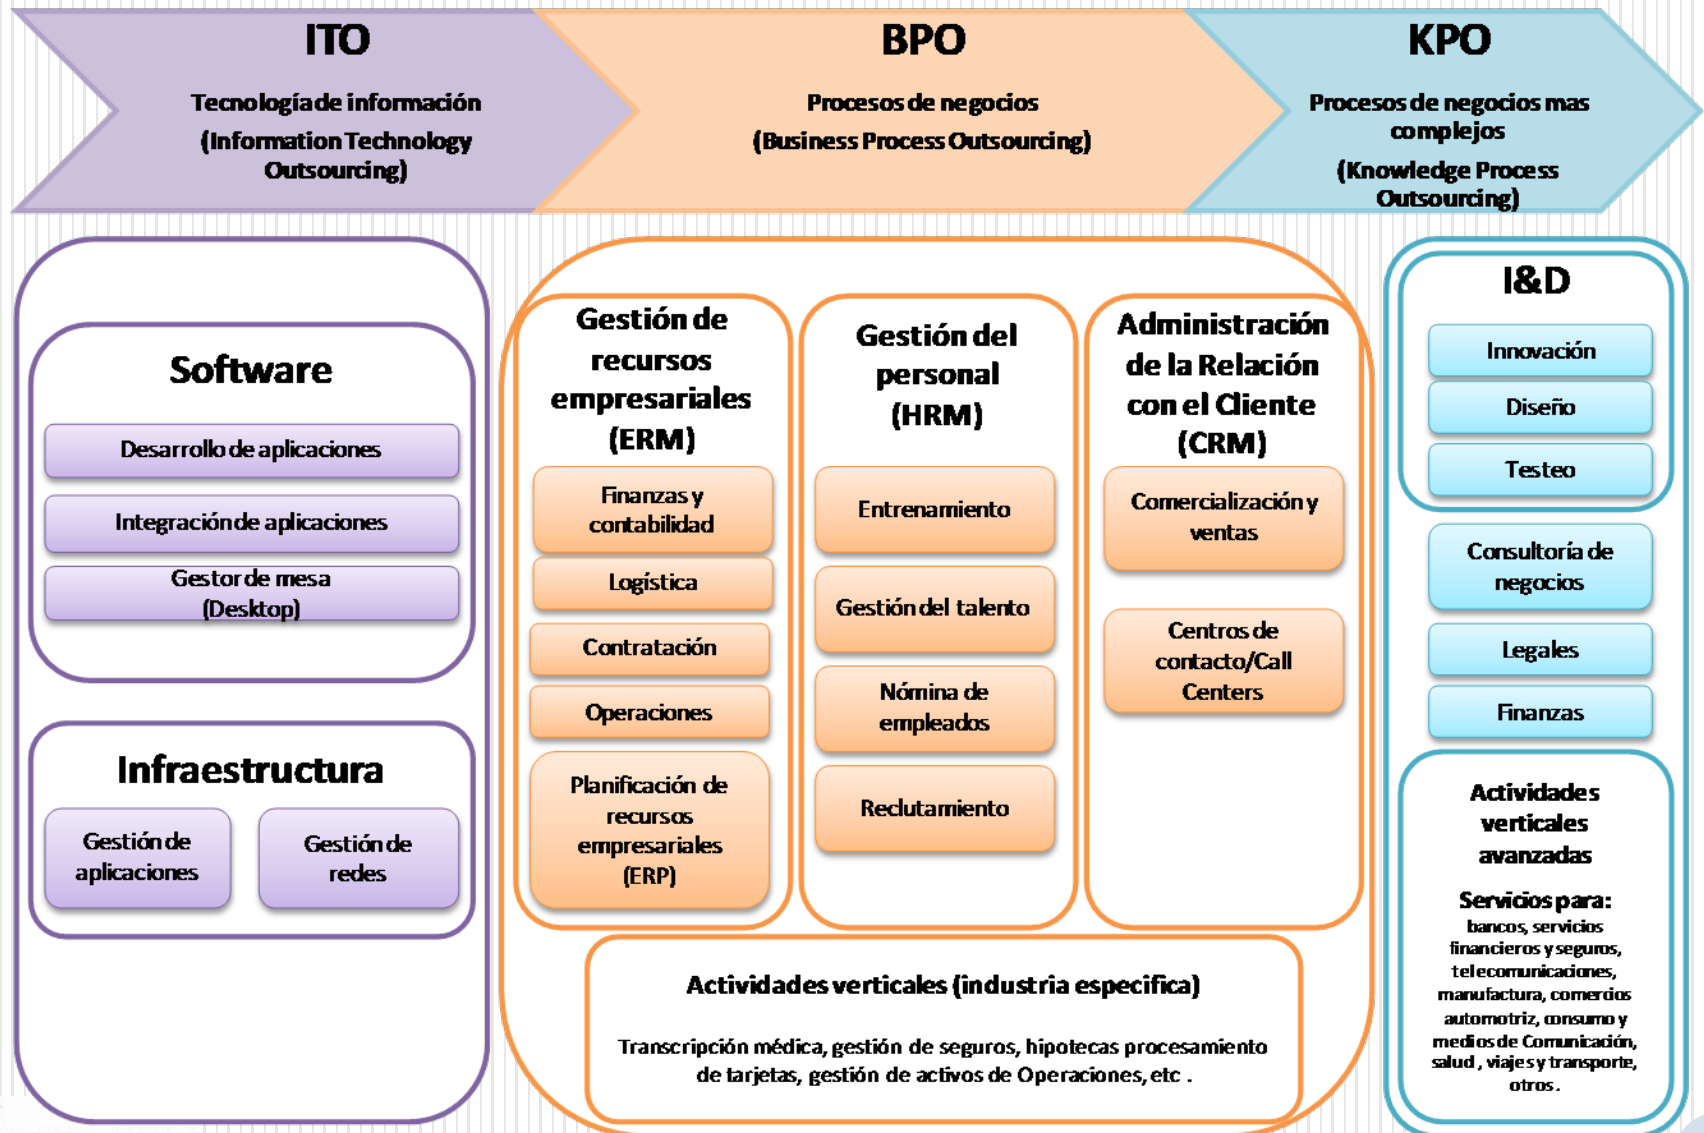 ITO
Tecnología de información
(Information Technology
Outsourcing)
BPO
Procesos de negocios
(Business Process Outsourcing)
KPO
Procesos de negocios mas
complejos
(Knowledge Process
Outsourcing)
Software
Desarrollo de aplicaciones
Integración de aplicaciones
Gestor de mesa
(Desktop)
Infraestructura
Gestión de
aplicaciones
Gestión de
redes
Gestión de
recursos
empresariales
(ERM)
Finanzas y
contabilidad
Logística
Contratación
Operaciones
Planificación de
recursos
empresariales
(ERP)
Gestión del
personal
(HRM)
Entrenamiento
Gestión del talento
Nómina de
empleados
Reclutamiento
Administración
de la Relación
con el Cliente
(CRM)
Comercialización y
ventas
Centros de
contacto/Call
Centers
Actividades verticales (industria especifica)
Transcripción médica, gestión de seguros, hipotecas procesamiento
de tarjetas, gestión de activos de Operaciones, etc .
I&D
Innovación
Diseño
Testeo
Consultoría de
negocios
Legales
Finanzas
Actividades
verticales
avanzadas
Servicios para:
bancos, servicios
financieros y seguros,
telecomunicaciones,
manufactura, comercios
automotriz, consumo y
medios de Comunicación,
salud , viajes y transporte,
otros .